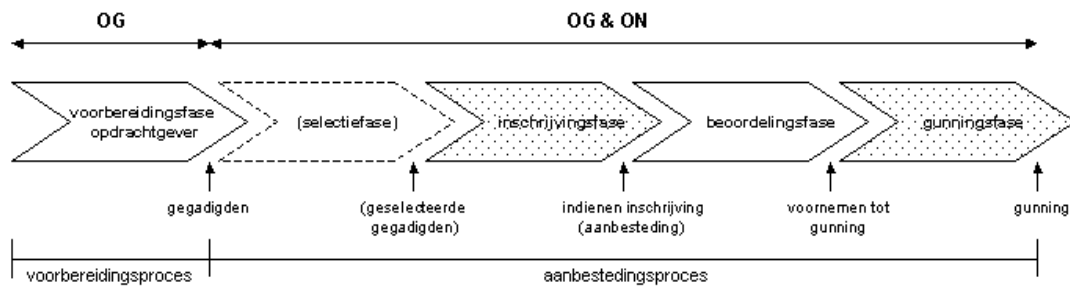 OG
OG & ON
voorbereidingsfase
opdrachtgever
(selectiefase)
inschrijvingsfase
beoordelingsfase
gunningsfase
gegadigden
(geselecteerde
gegadigden)
indienen inschrijving
(aanbesteding)
voornemen tot
gunning
gunning
voorbereidingsproces
aanbestedingsproces